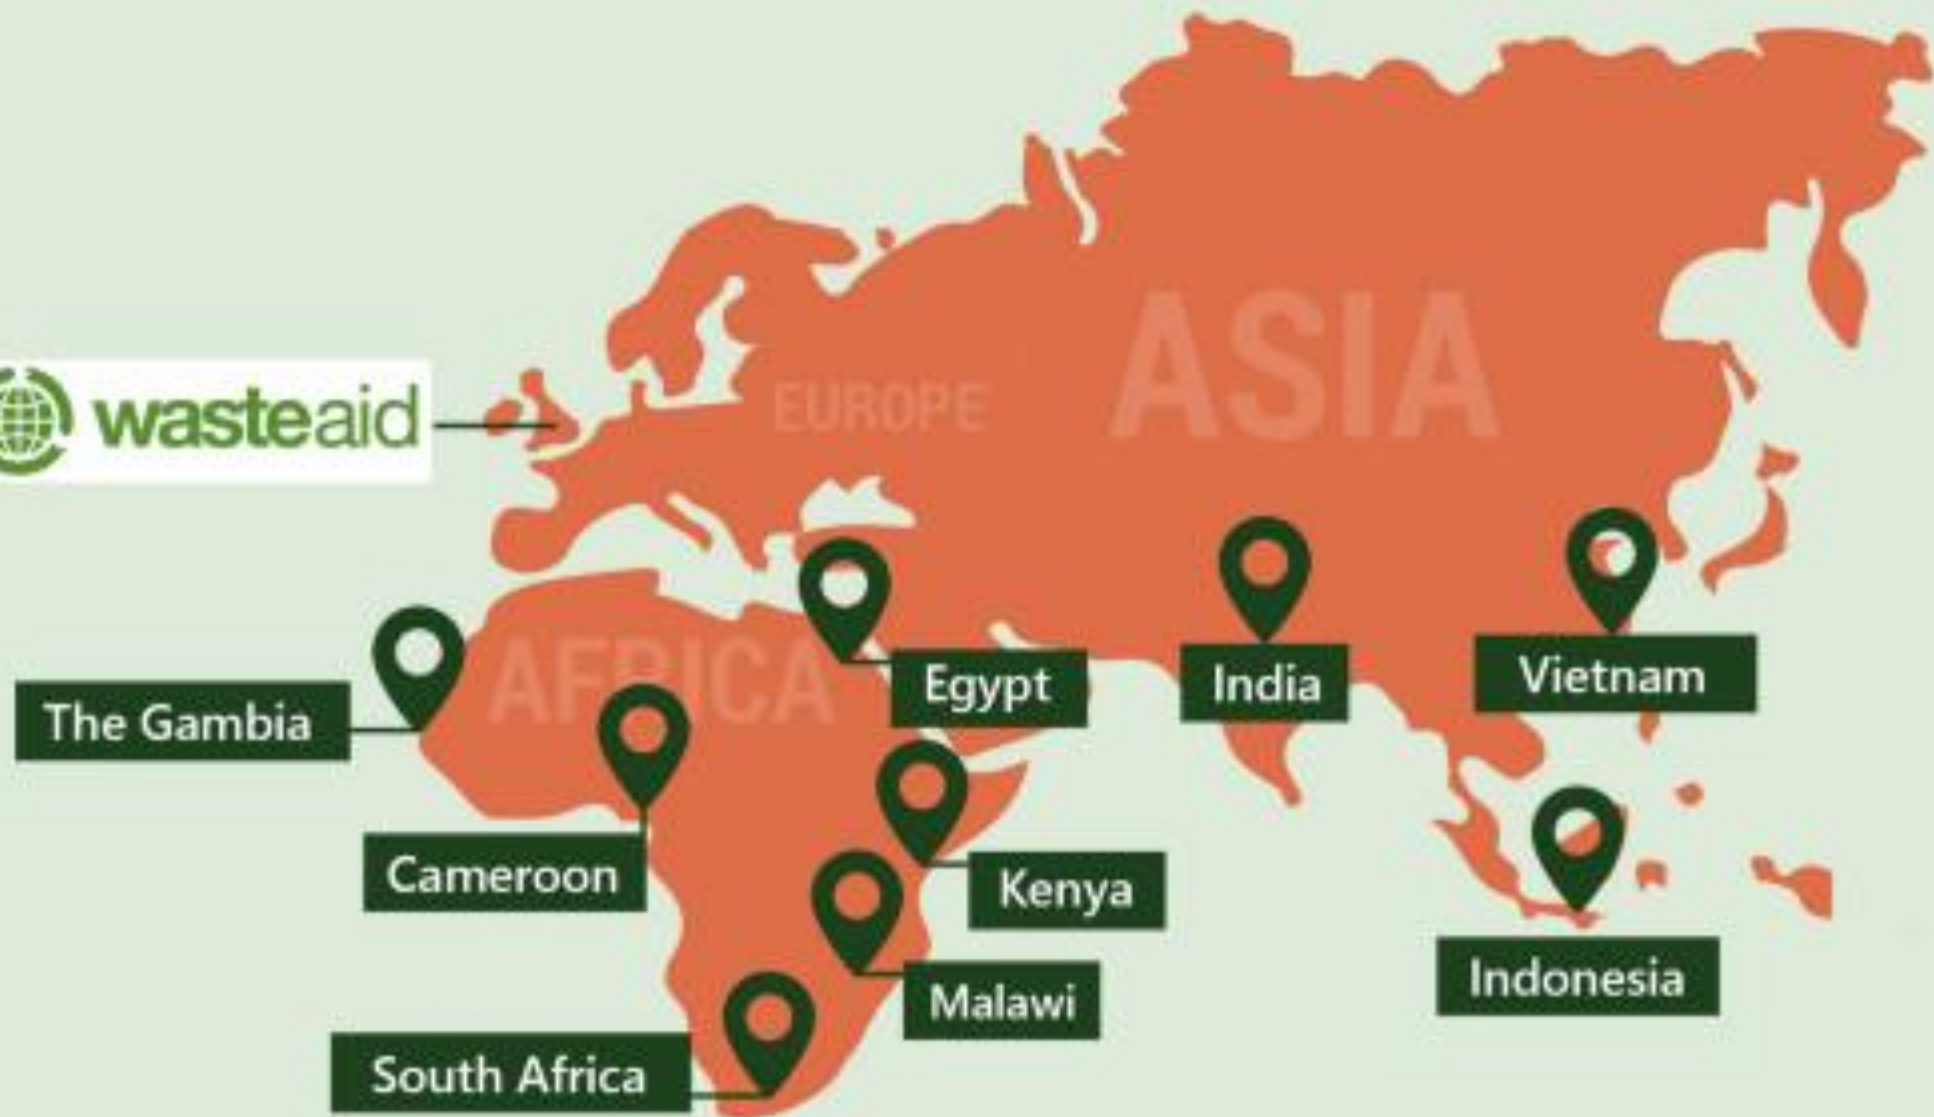 ASIA
EUROPE
wasteaid
AFRICA
The Gambia
Egypt
India
Vietnam
Cameroon
Kenya
Malawi
Indonesia
South Africa